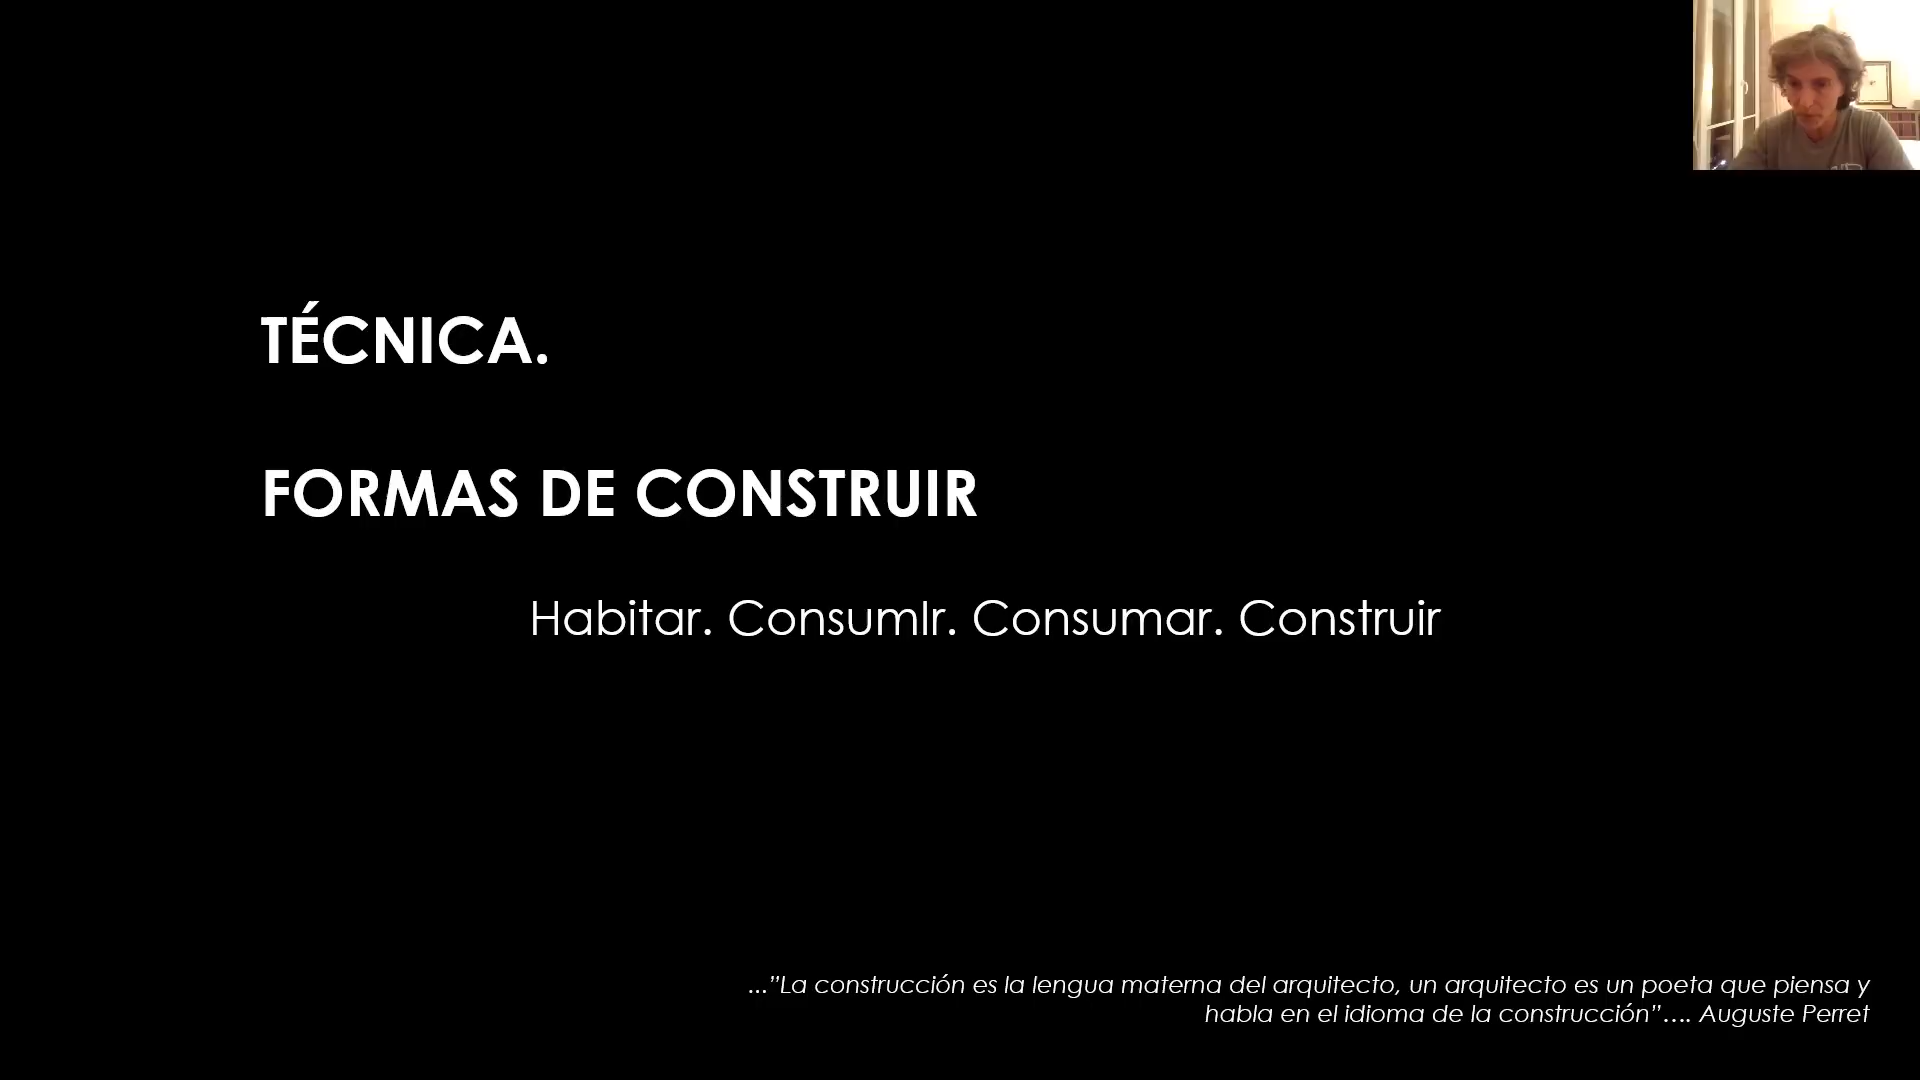 TÉCNICA.
FORMAS DE CONSTRUIR
Habitar. ConsumIr. Consumar. Construir
...”La construcción es la lengua materna del arquitecto, un arquitecto es un poeta que piensa y
habla en el idioma de la construcción”.... Auguste Perret